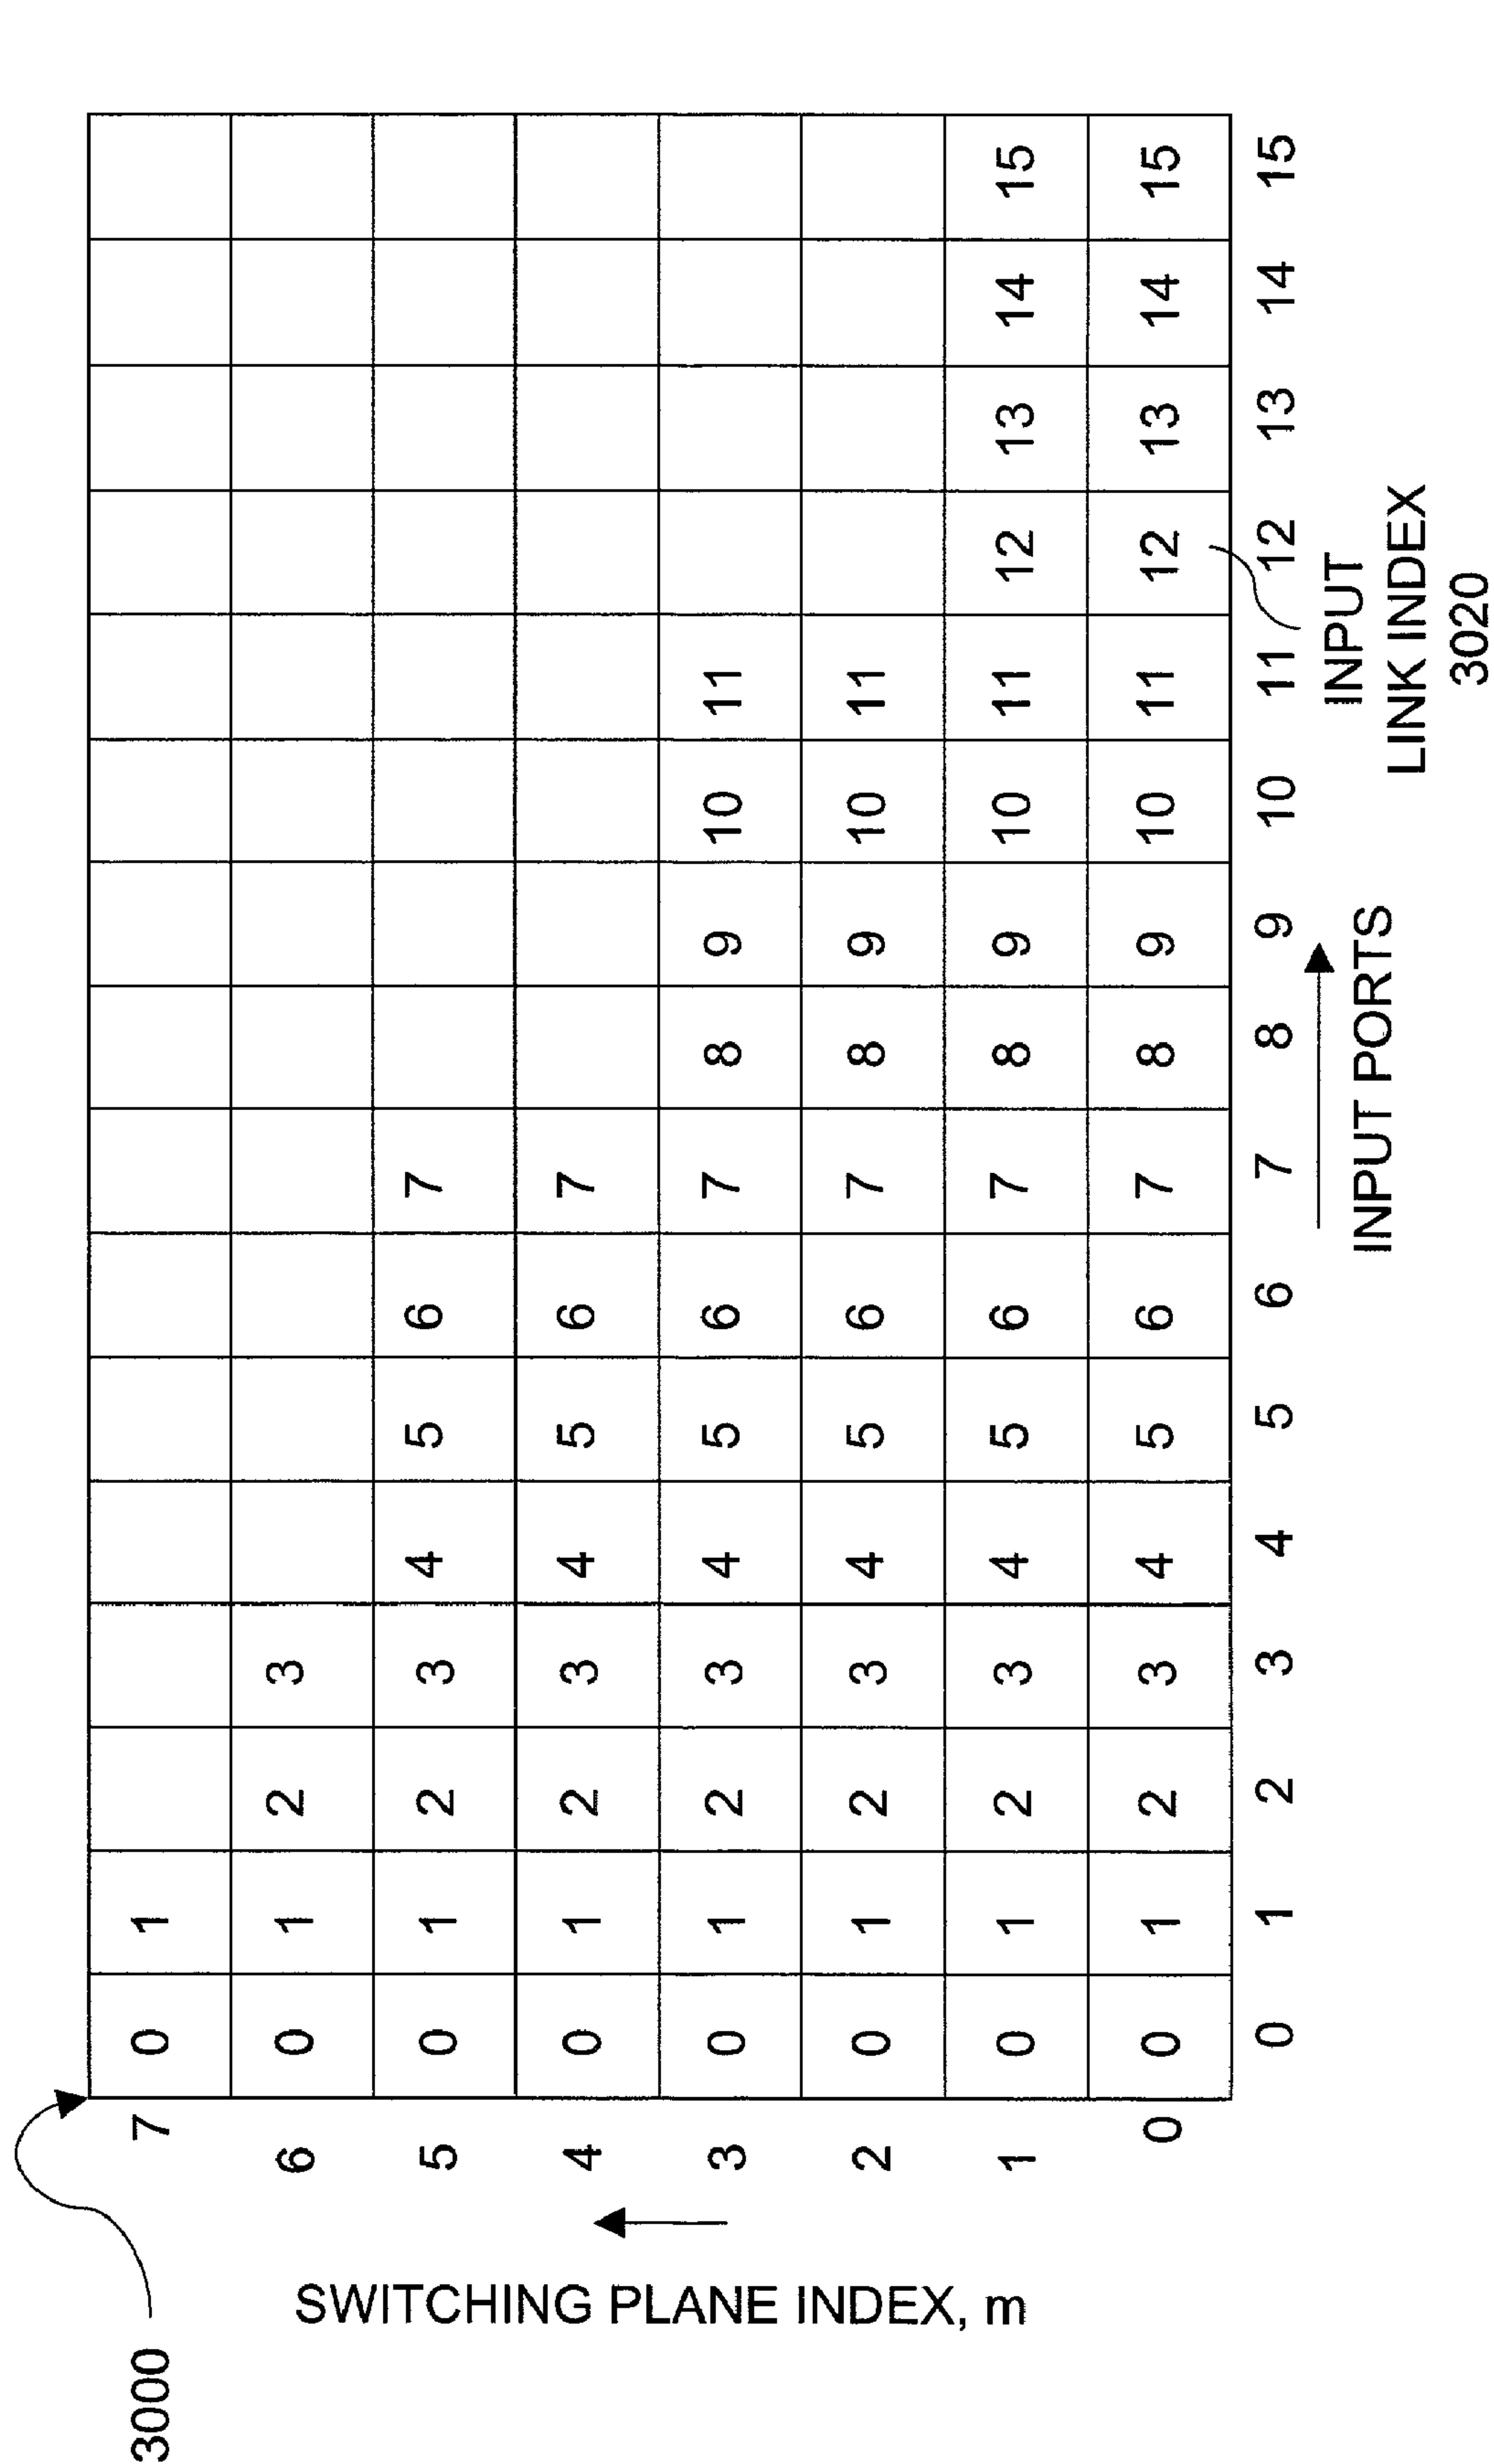 3000
SWITCHING PLANE INDEX, m
7 0 1
6 0 1 2 3
5 0 1 2 3 4 5 6 7
4 0 1 2 3 4 5 6 7
3 0 1 2 3 4 5 6 7 8 9 10 11
2 0 1 2 3 4 5 6 7 8 9 10 11
1 0 1 2 3 4 5 6 7 8 9 10 11 12 13 14 15
0 0 1 2 3 4 5 6 7 8 9 10 11 12 13 14 15
0 1 2 3 4 5 6 7 8 9 10 11 12 13 14 15
INPUT PORTS
INPUT
LINK INDEX
3020